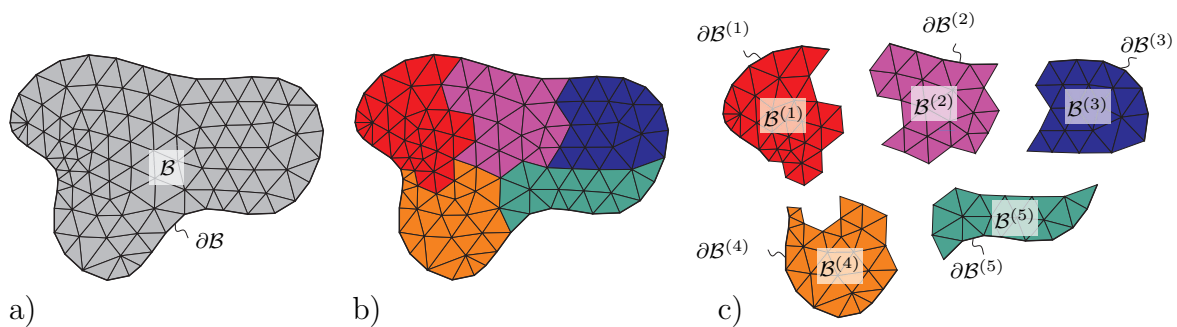 a)
ℬ
∂ℬ
b)
c)
∂ℬ⁽¹⁾
ℬ⁽¹⁾
∂ℬ⁽²⁾
ℬ⁽²⁾
∂ℬ⁽³⁾
ℬ⁽³⁾
∂ℬ⁽⁴⁾
ℬ⁽⁴⁾
ℬ⁽⁵⁾
∂ℬ⁽⁵⁾